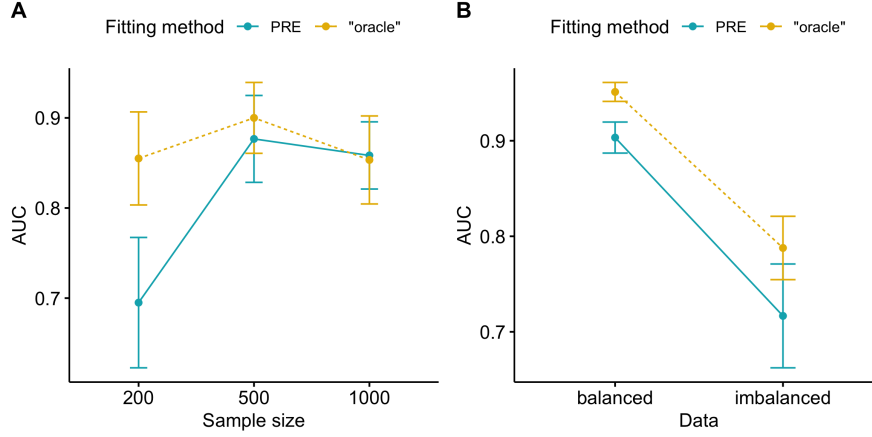 A
Fitting method PRE "oracle"
AUC
0.9
0.8
0.7
200 500 1000
Sample size
B
Fitting method PRE "oracle"
AUC
0.9
0.8
0.7
balanced imbalanced
Data